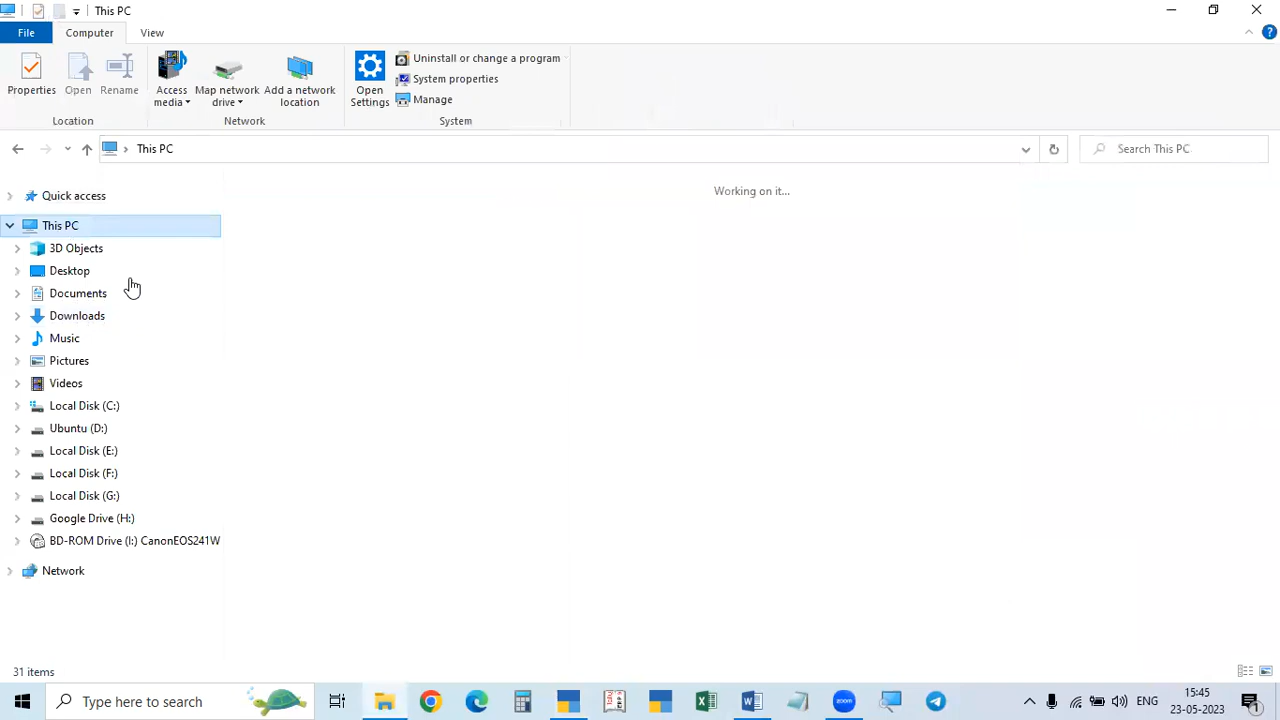 This PC
File
Computer
View
Properties
Open
Rename
Access media
Map network drive
Add a network location
Open Settings
Uninstall or change a program
System properties
Manage
Location
Network
System
This PC
Search This PC
Working on it...
Quick access
This PC
3D Objects
Desktop
Documents
Downloads
Music
Pictures
Videos
Local Disk (C:)
Ubuntu (D:)
Local Disk (E:)
Local Disk (F:)
Local Disk (G:)
Google Drive (H:)
BD-ROM Drive (I:) CanonEOS241W
Network
31 items
Type here to search
zoom
ENG
15:45
23-05-2023
1